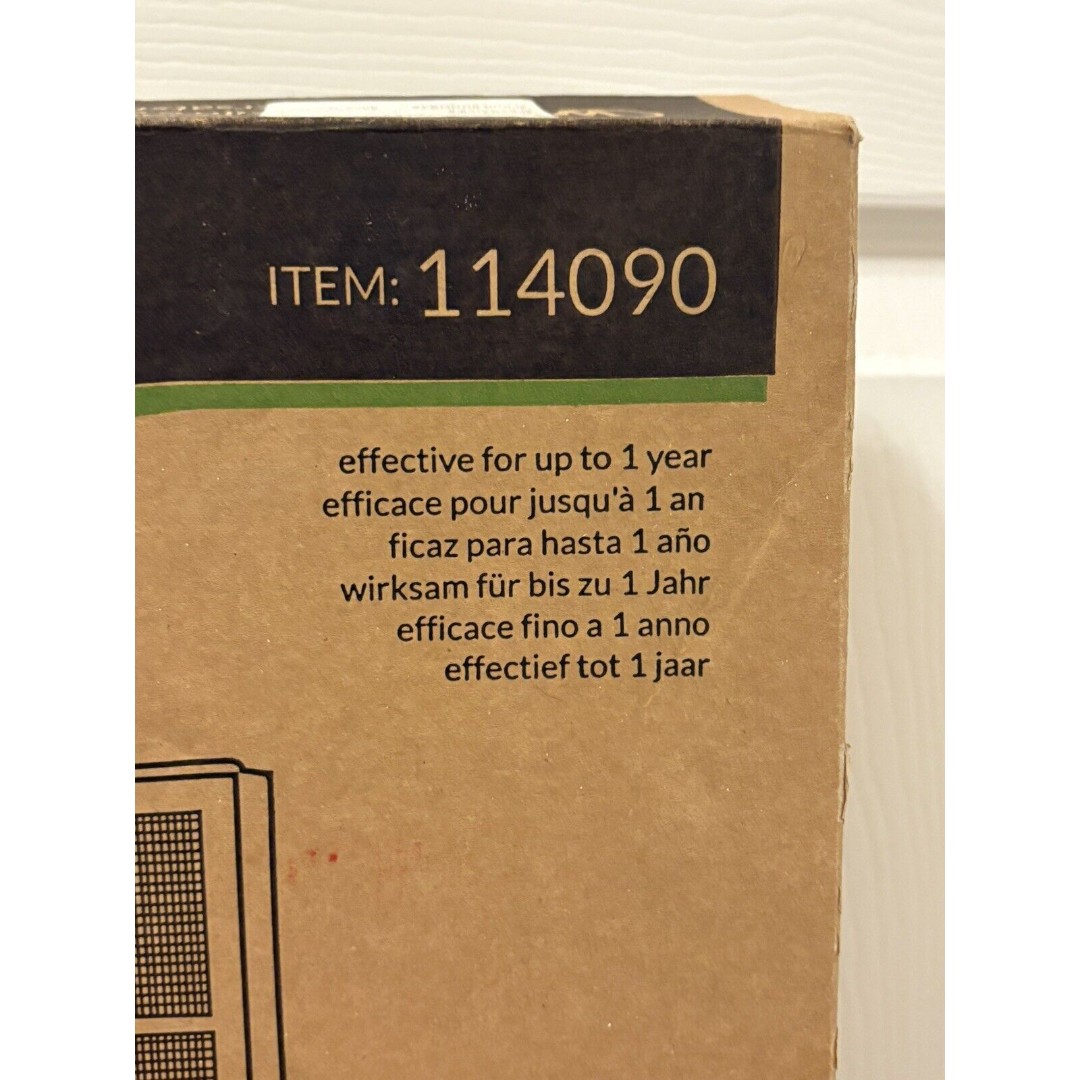 ITEM: 114090
effective for up to 1 year
efficace pour jusqu'à 1 an
ficaz para hasta 1 año
wirksam für bis zu 1 Jahr
efficace fino a 1 anno
effectief tot 1 jaar